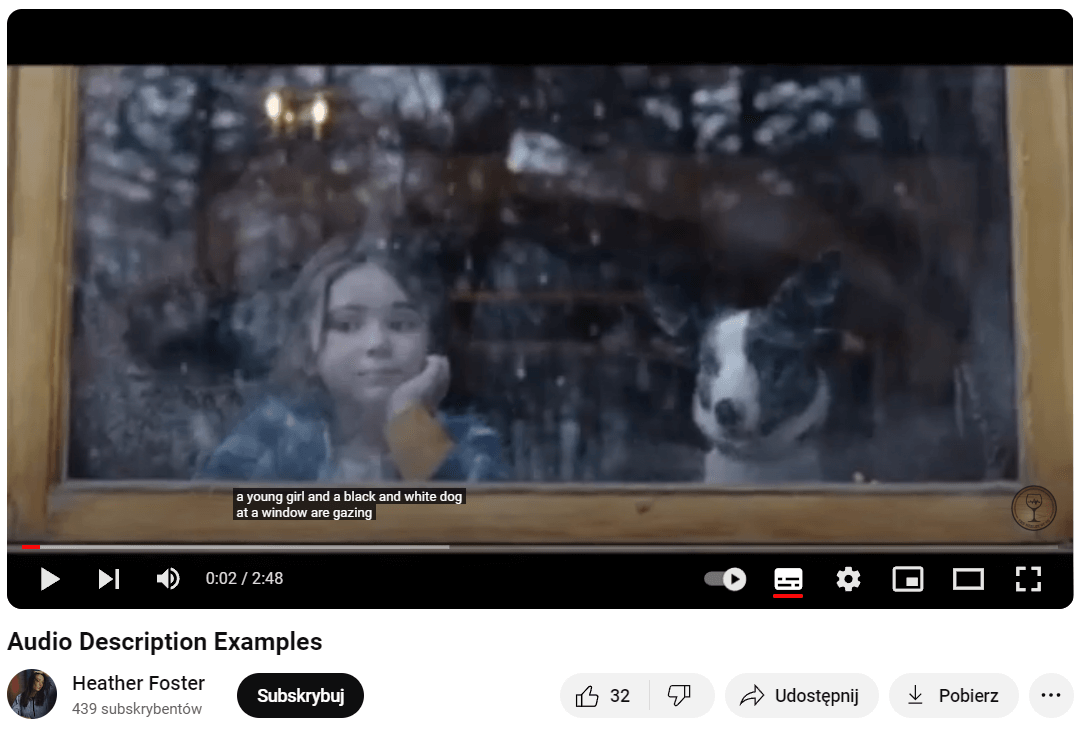 a young girl and a black and white dog
at a window are gazing
0:02 / 2:48
Audio Description Examples
Heather Foster
439 subskrybentów
Subskrybuj
32
Udostępnij
Pobierz